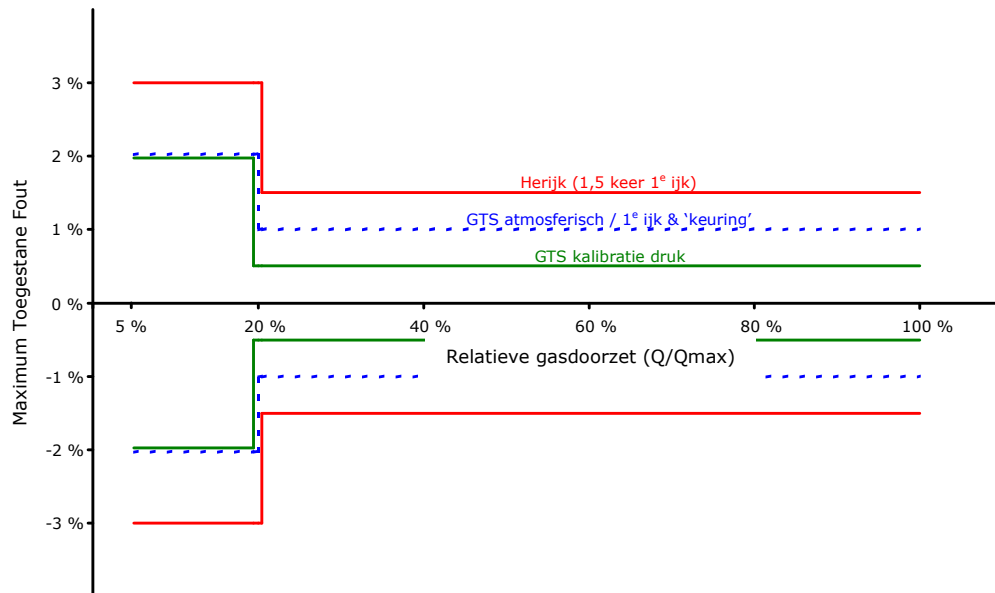 Maximum Toegestane Fout
3 %
2 %
1 %
0 %
-1 %
-2 %
-3 %
Herijk (1,5 keer 1e ijk)
GTS atmosferisch / 1e ijk & ‘keuring’
GTS kalibratie druk
5 %
20 %
40 %
60 %
80 %
100 %
Relatieve gasdoorzet (Q/Qmax)